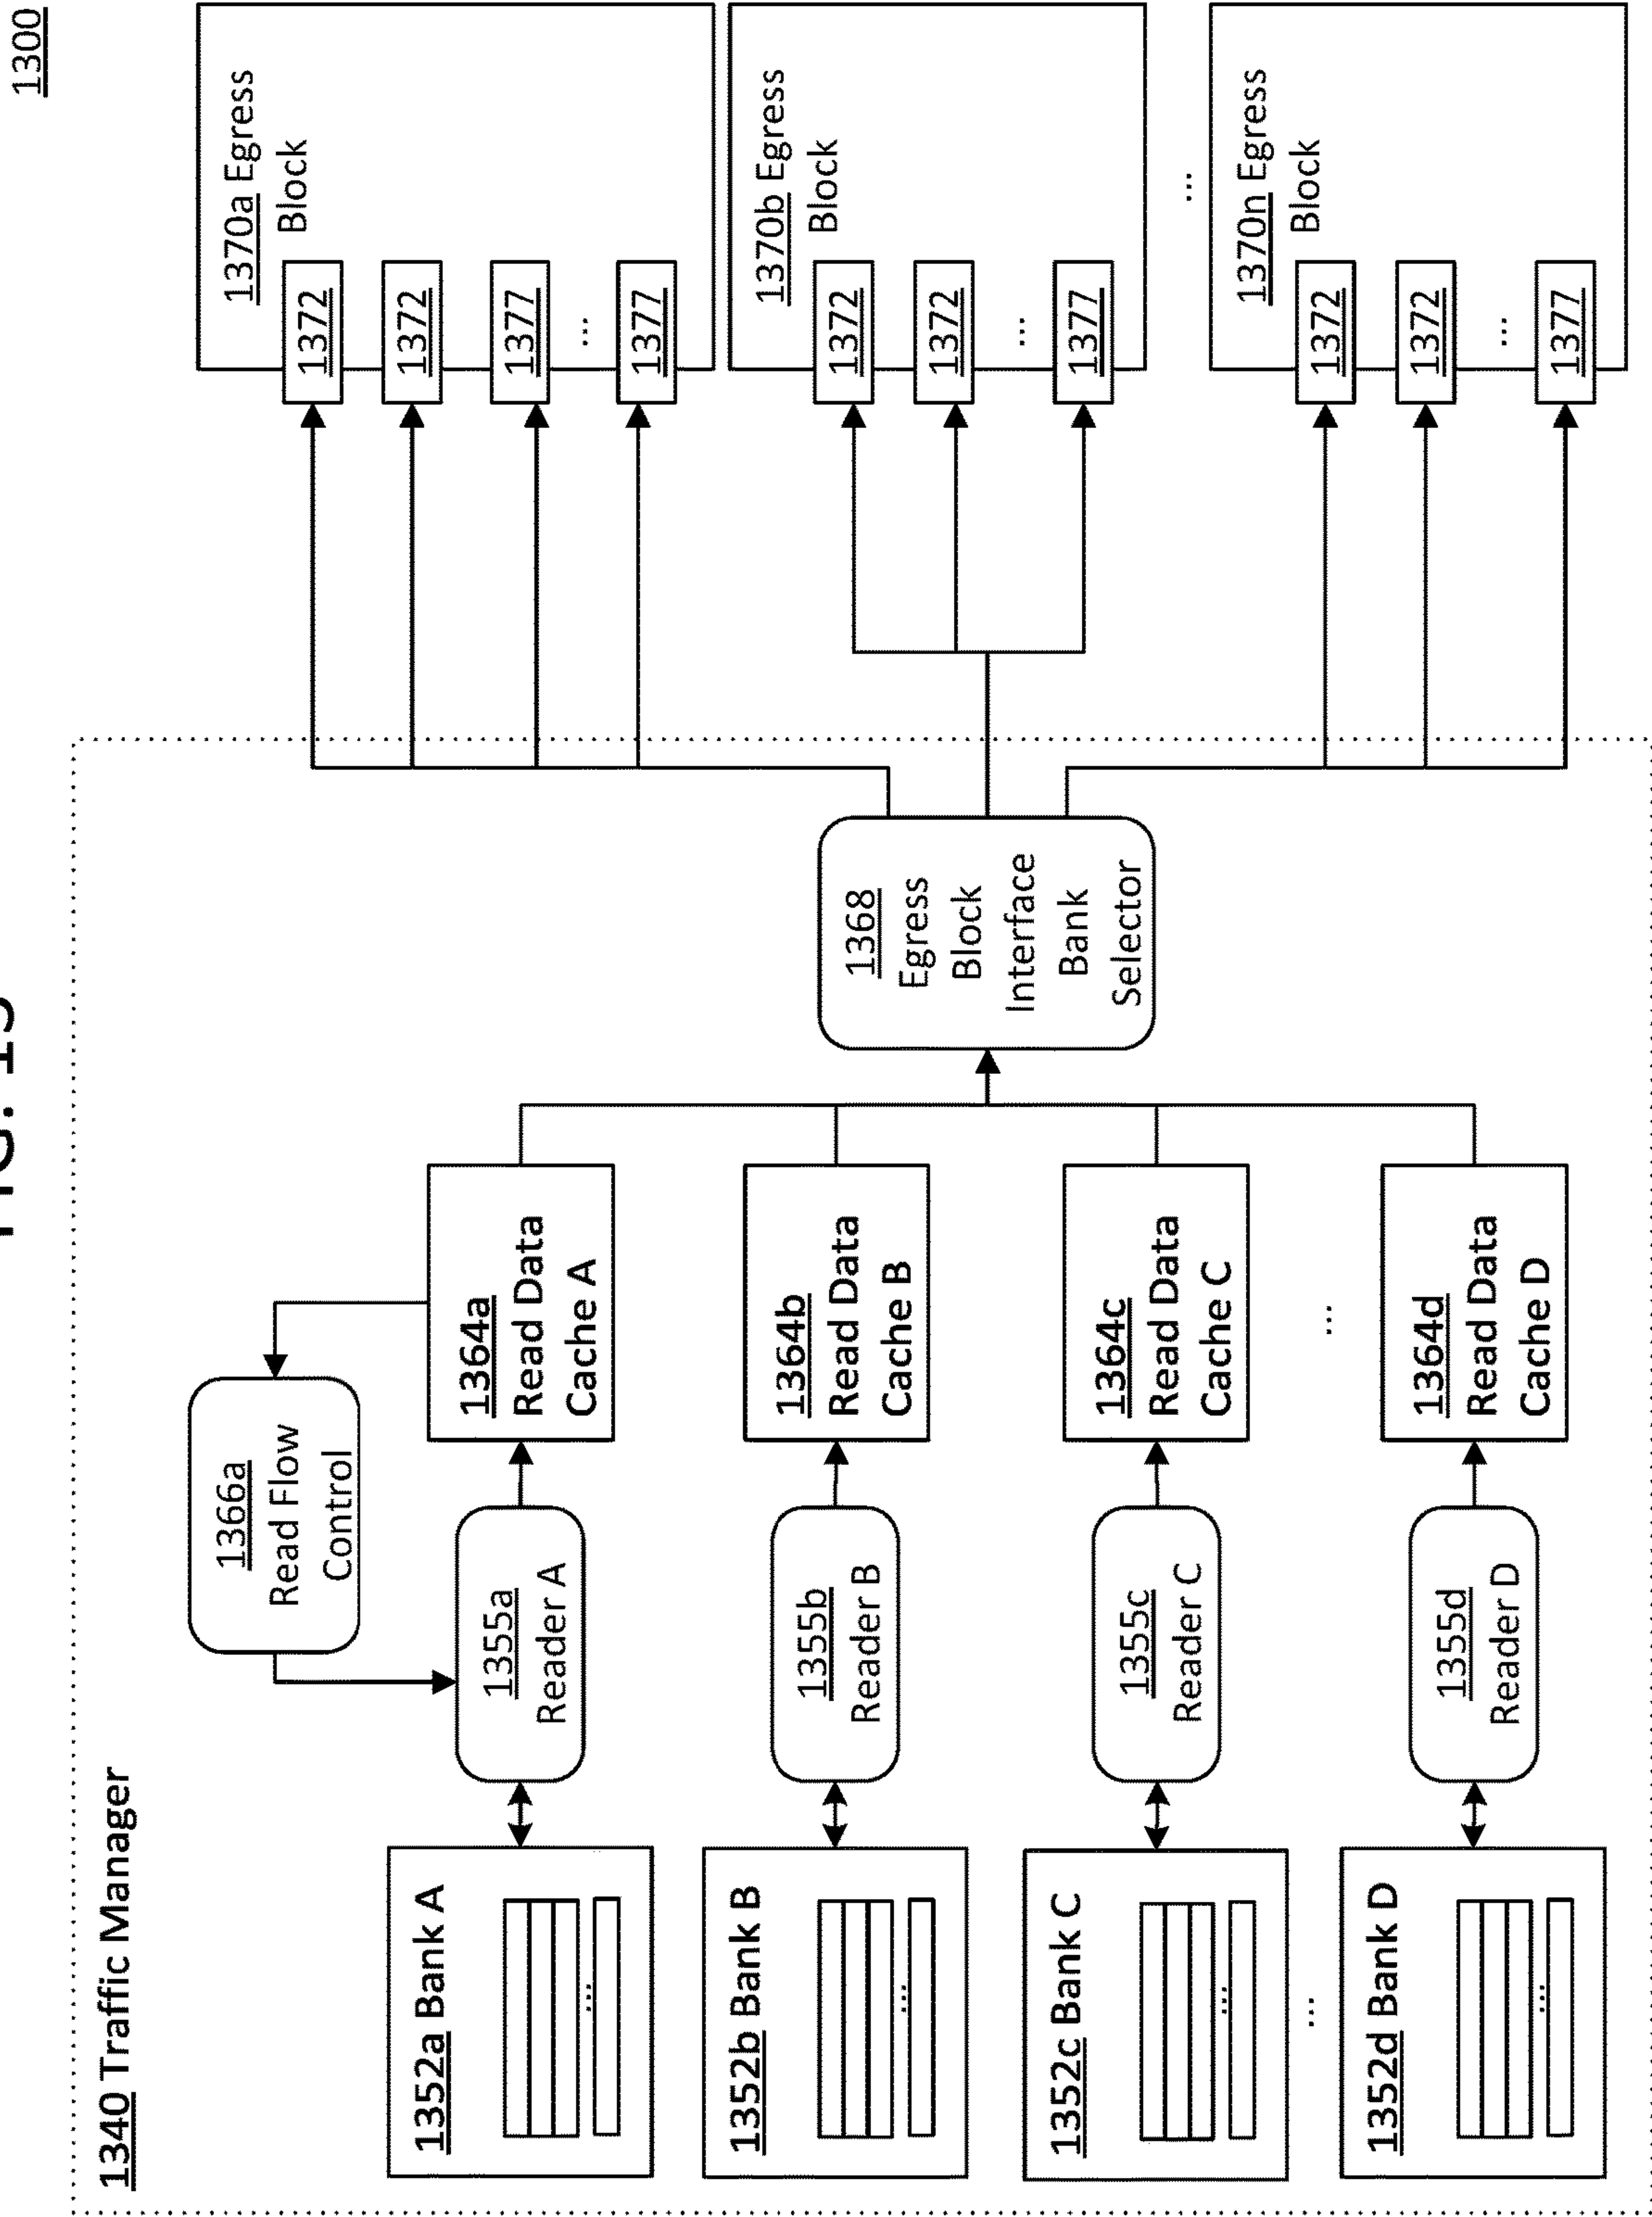 1300
1340 Traffic Manager
1366a
Read Flow
Control
1352a Bank A
...
1355a
Reader A
1364a
Read Data
Cache A
1352b Bank B
...
1355b
Reader B
1364b
Read Data
Cache B
1352c Bank C
...
1355c
Reader C
1364c
Read Data
Cache C
...
...
1352d Bank D
...
1355d
Reader D
1364d
Read Data
Cache D
1368
Egress
Block
Interface
Bank
Selector
1370a Egress
Block
1372
1372
1377
...
1377
1370b Egress
Block
1372
1372
...
1377
...
1370n Egress
Block
1372
1372
...
1377